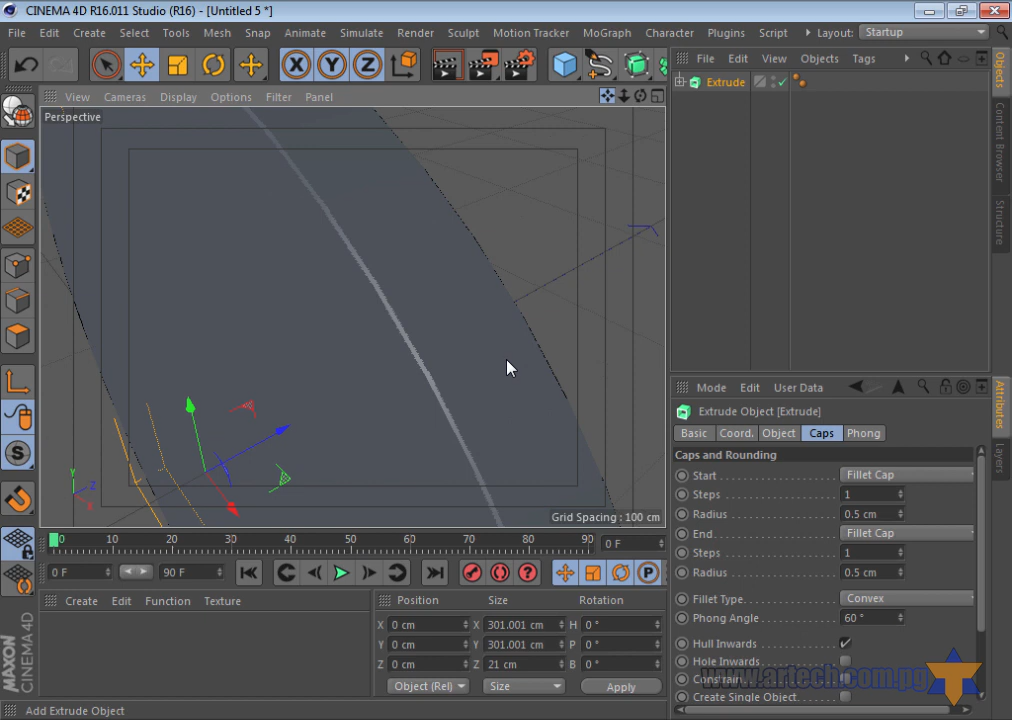 CINEMA 4D R16.011 Studio (R16) - [Untitled 5 *]
File Edit Create Select Tools Mesh Snap Animate Simulate Render Sculpt Motion Tracker MoGraph Character Plugins Script Layout: Startup
X Y Z
File Edit View Objects Tags
Objects
Extrude
View Cameras Display Options Filter Panel
Perspective
Content Browser
Structure
Grid Spacing : 100 cm
Mode Edit User Data
Attributes
Layers
Extrude Object [Extrude]
Basic Coord. Object Caps Phong
Caps and Rounding
Start Fillet Cap
Steps 1
Radius 0.5 cm
End Fillet Cap
Steps 1
Radius 0.5 cm
Fillet Type Convex
Phong Angle 60 °
Hull Inwards
Hole Inwards
Constrain
Create Single Object
www.artech.com.pg
Y
Z
X
S
0 10 20 30 40 50 60 70 80 90 0 F
0 F 90 F
P
Create Edit Function Texture
Position Size Rotation
X 0 cm X 301.001 cm H 0 °
Y 0 cm Y 301.001 cm P 0 °
Z 0 cm Z 21 cm B 0 °
Object (Rel) Size Apply
MAXON
CINEMA 4D
Add Extrude Object